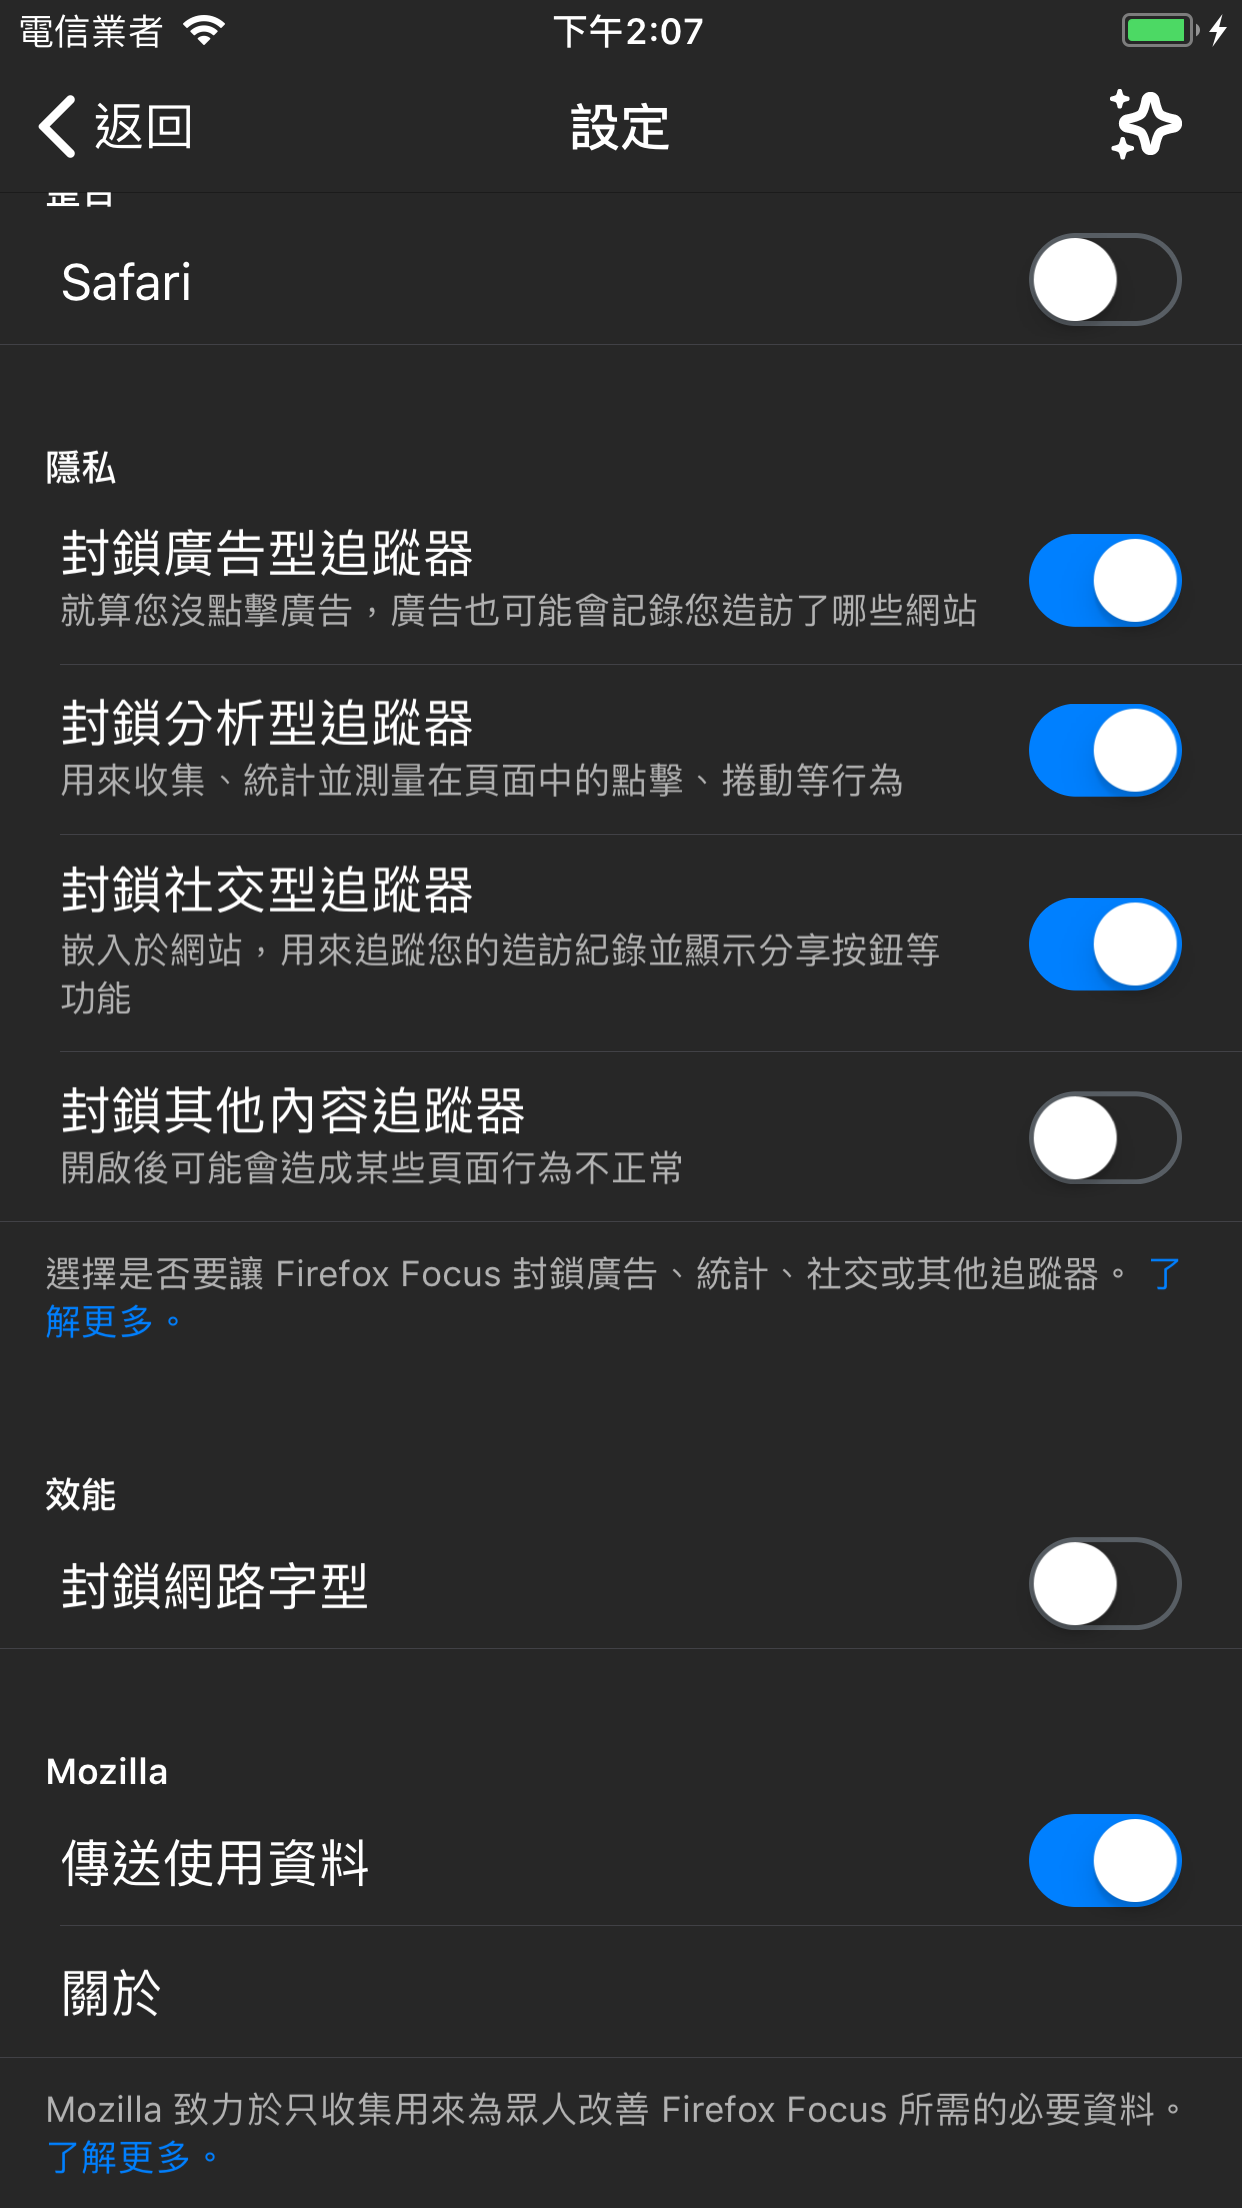 電信業者
下午2:07
返回
設定
Safari
隱私
封鎖廣告型追蹤器
就算您沒點擊廣告，廣告也可能會記錄您造訪了哪些網站
封鎖分析型追蹤器
用來收集、統計並測量在頁面中的點擊、捲動等行為
封鎖社交型追蹤器
嵌入於網站，用來追蹤您的造訪紀錄並顯示分享按鈕等
功能
封鎖其他內容追蹤器
開啟後可能會造成某些頁面行為不正常
選擇是否要讓 Firefox Focus 封鎖廣告、統計、社交或其他追蹤器。 了
解更多。
效能
封鎖網路字型
Mozilla
傳送使用資料
關於
Mozilla 致力於只收集用來為眾人改善 Firefox Focus 所需的必要資料。
了解更多。